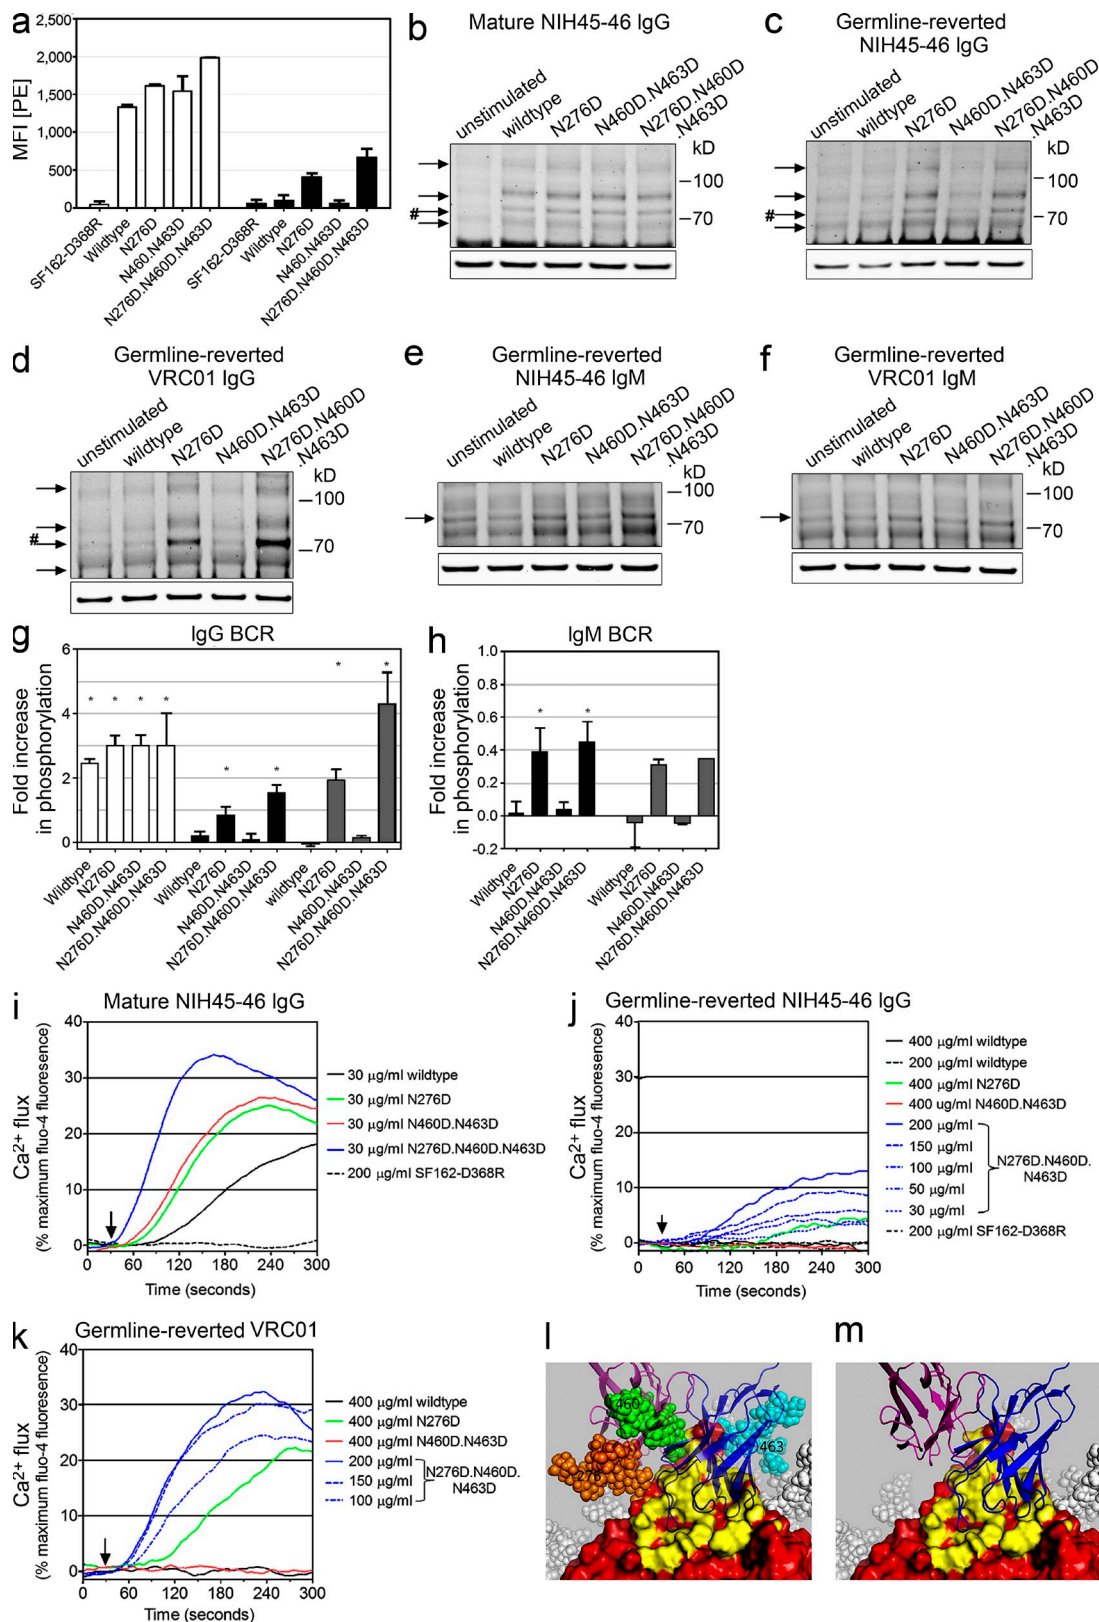 a
MFI [PE]
2,500
2,000
1,500
1,000
500
0
SF162-D368R
Wildtype
N276D
N460.N463D
N276D.N460D.N463D
SF162-D368R
Wildtype
N276D
N460.N463D
N276D.N460D.N463D
b
Mature NIH45-46 IgG
unstimulated
wildtype
N276D
N460D.N463D
N276D.N460D
.N463D
kD
100
70
#
c
Germline-reverted
NIH45-46 IgG
unstimulated
wildtype
N276D
N460D.N463D
N276D.N460D
.N463D
kD
100
70
#
d
Germline-reverted
VRC01 IgG
unstimulated
wildtype
N276D
N460D.N463D
N276D.N460D
.N463D
kD
100
70
#
e
Germline-reverted
NIH45-46 IgM
unstimulated
wildtype
N276D
N460D.N463D
N276D.N460D
.N463D
kD
100
70
f
Germline-reverted
VRC01 IgM
unstimulated
wildtype
N276D
N460D.N463D
N276D.N460D
.N463D
kD
100
70
g
IgG BCR
Fold increase
in phosphorylation
6
4
2
0
* * * * * * * *
Wildtype
N276D
N460D.N463D
N276D.N460D.N463D
Wildtype
N276D
N460D.N463D
N276D.N460D.N463D
wildtype
N276D
N460D.N463D
N276D.N460D.N463D
h
IgM BCR
Fold increase
in phosphorylation
1.0
0.8
0.6
0.4
0.2
0.0
-0.2
* *
Wildtype
N276D
N460D.N463D
N276D.N460D.N463D
Wildtype
N276D
N460D.N463D
N276D.N460D.N463D
i
Mature NIH45-46 IgG
Ca2+ flux
(% maximum fluo-4 fluorescence)
40
30
20
10
0
0 60 120 180 240 300
Time (seconds)
30 µg/ml wildtype
30 µg/ml N276D
30 µg/ml N460D.N463D
30 µg/ml N276D.N460D.N463D
200 µg/ml SF162-D368R
j
Germline-reverted NIH45-46 IgG
Ca2+ flux
(% maximum fluo-4 fluorescence)
40
30
20
10
0
0 60 120 180 240 300
Time (seconds)
400 µg/ml wildtype
200 µg/ml wildtype
400 µg/ml N276D
400 ug/ml N460D.N463D
200 µg/ml
150 µg/ml
100 µg/ml
50 µg/ml
30 µg/ml
N276D.N460D.
N463D
200 µg/ml SF162-D368R
k
Germline-reverted VRC01
Ca2+ flux
(% maximum fluo-4 fluorescence)
40
30
20
10
0
0 60 120 180 240 300
Time (seconds)
400 µg/ml wildtype
400 µg/ml N276D
400 µg/ml N460D.N463D
200 µg/ml
150 µg/ml
100 µg/ml
N276D.N460D.
N463D
l
460
276
463
m